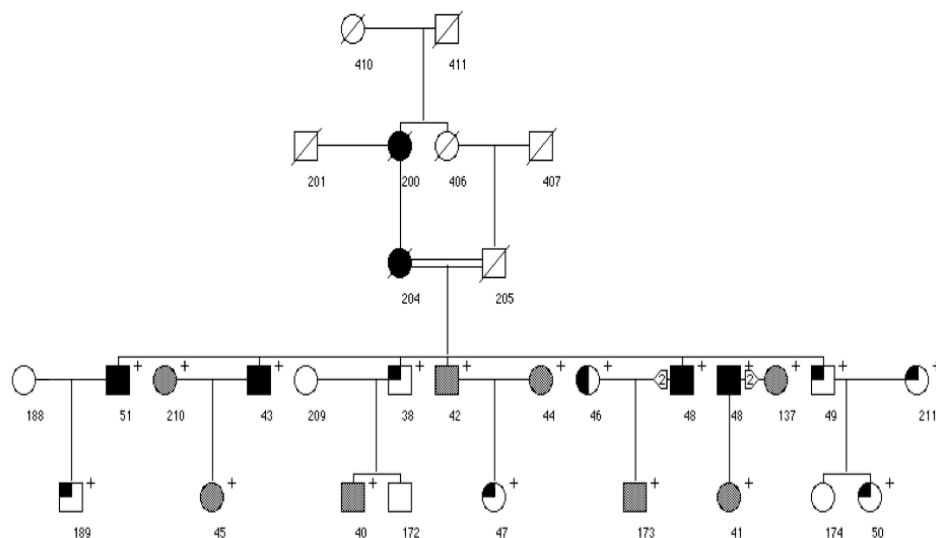 410 411
201 200 406 407
204 205
+ + + + + + + + + + + +
2 2
188 51 210 43 209 38 42 44 46 48 48 137 49 211
+ + + + + + +
189 45 40 172 47 173 41 174 50